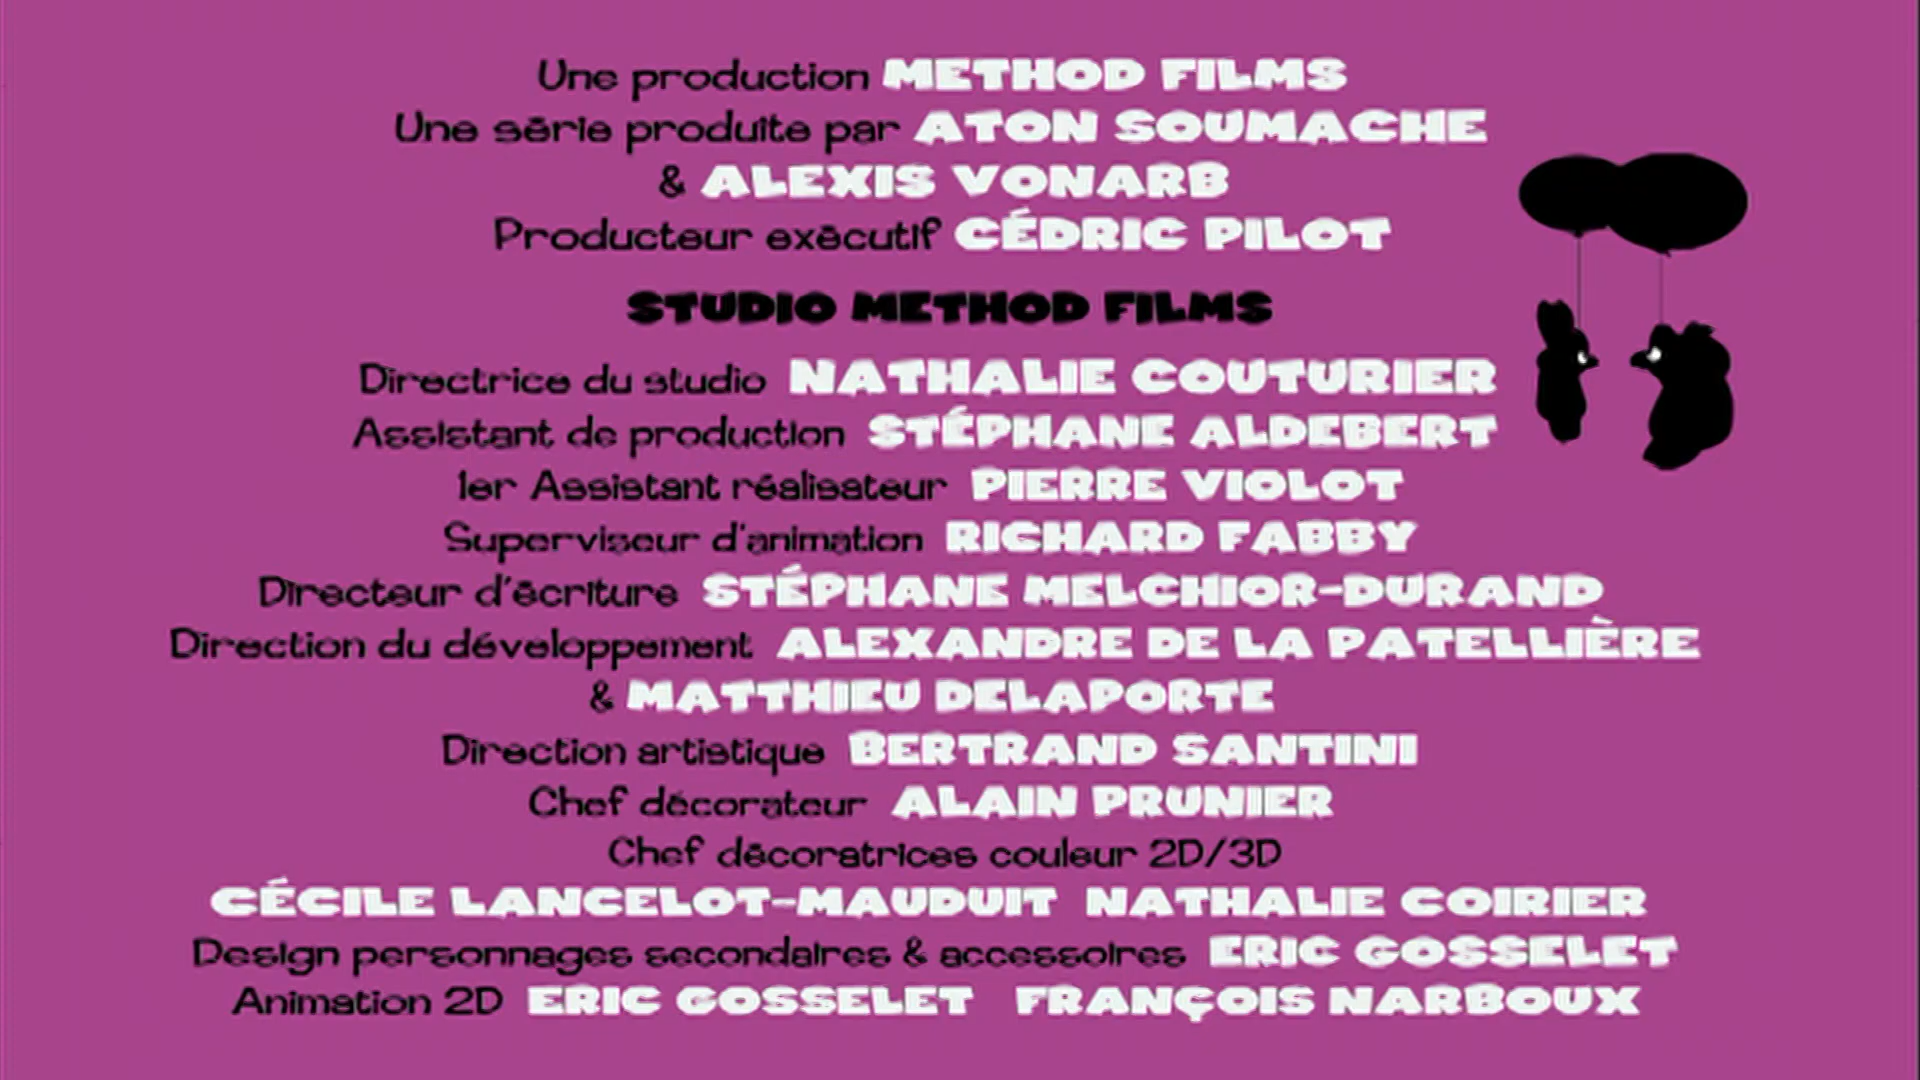 Une production METHOD FILMS
Une série produite par ATON SOUMACHE
& ALEXIS VONARB
Producteur exécutif CÉDRIC PILOT
STUDIO METHOD FILMS
Directrice du studio NATHALIE COUTURIER
Assistant de production STÉPHANE ALDEBERT
1er Assistant réalisateur PIERRE VIOLOT
Superviseur d'animation RICHARD FABBY
Directeur d'écriture STÉPHANE MELCHIOR-DURAND
Direction du développement ALEXANDRE DE LA PATELLIÈRE
& MATTHIEU DELAPORTE
Direction artistique BERTRAND SANTINI
Chef décorateur ALAIN PRUNIER
Chef décoratrices couleur 2D/3D
CÉCILE LANCELOT-MAUDUIT NATHALIE COIRIER
Design personnages secondaires & accessoires ERIC GOSSELET
Animation 2D ERIC GOSSELET FRANÇOIS NARBOUX